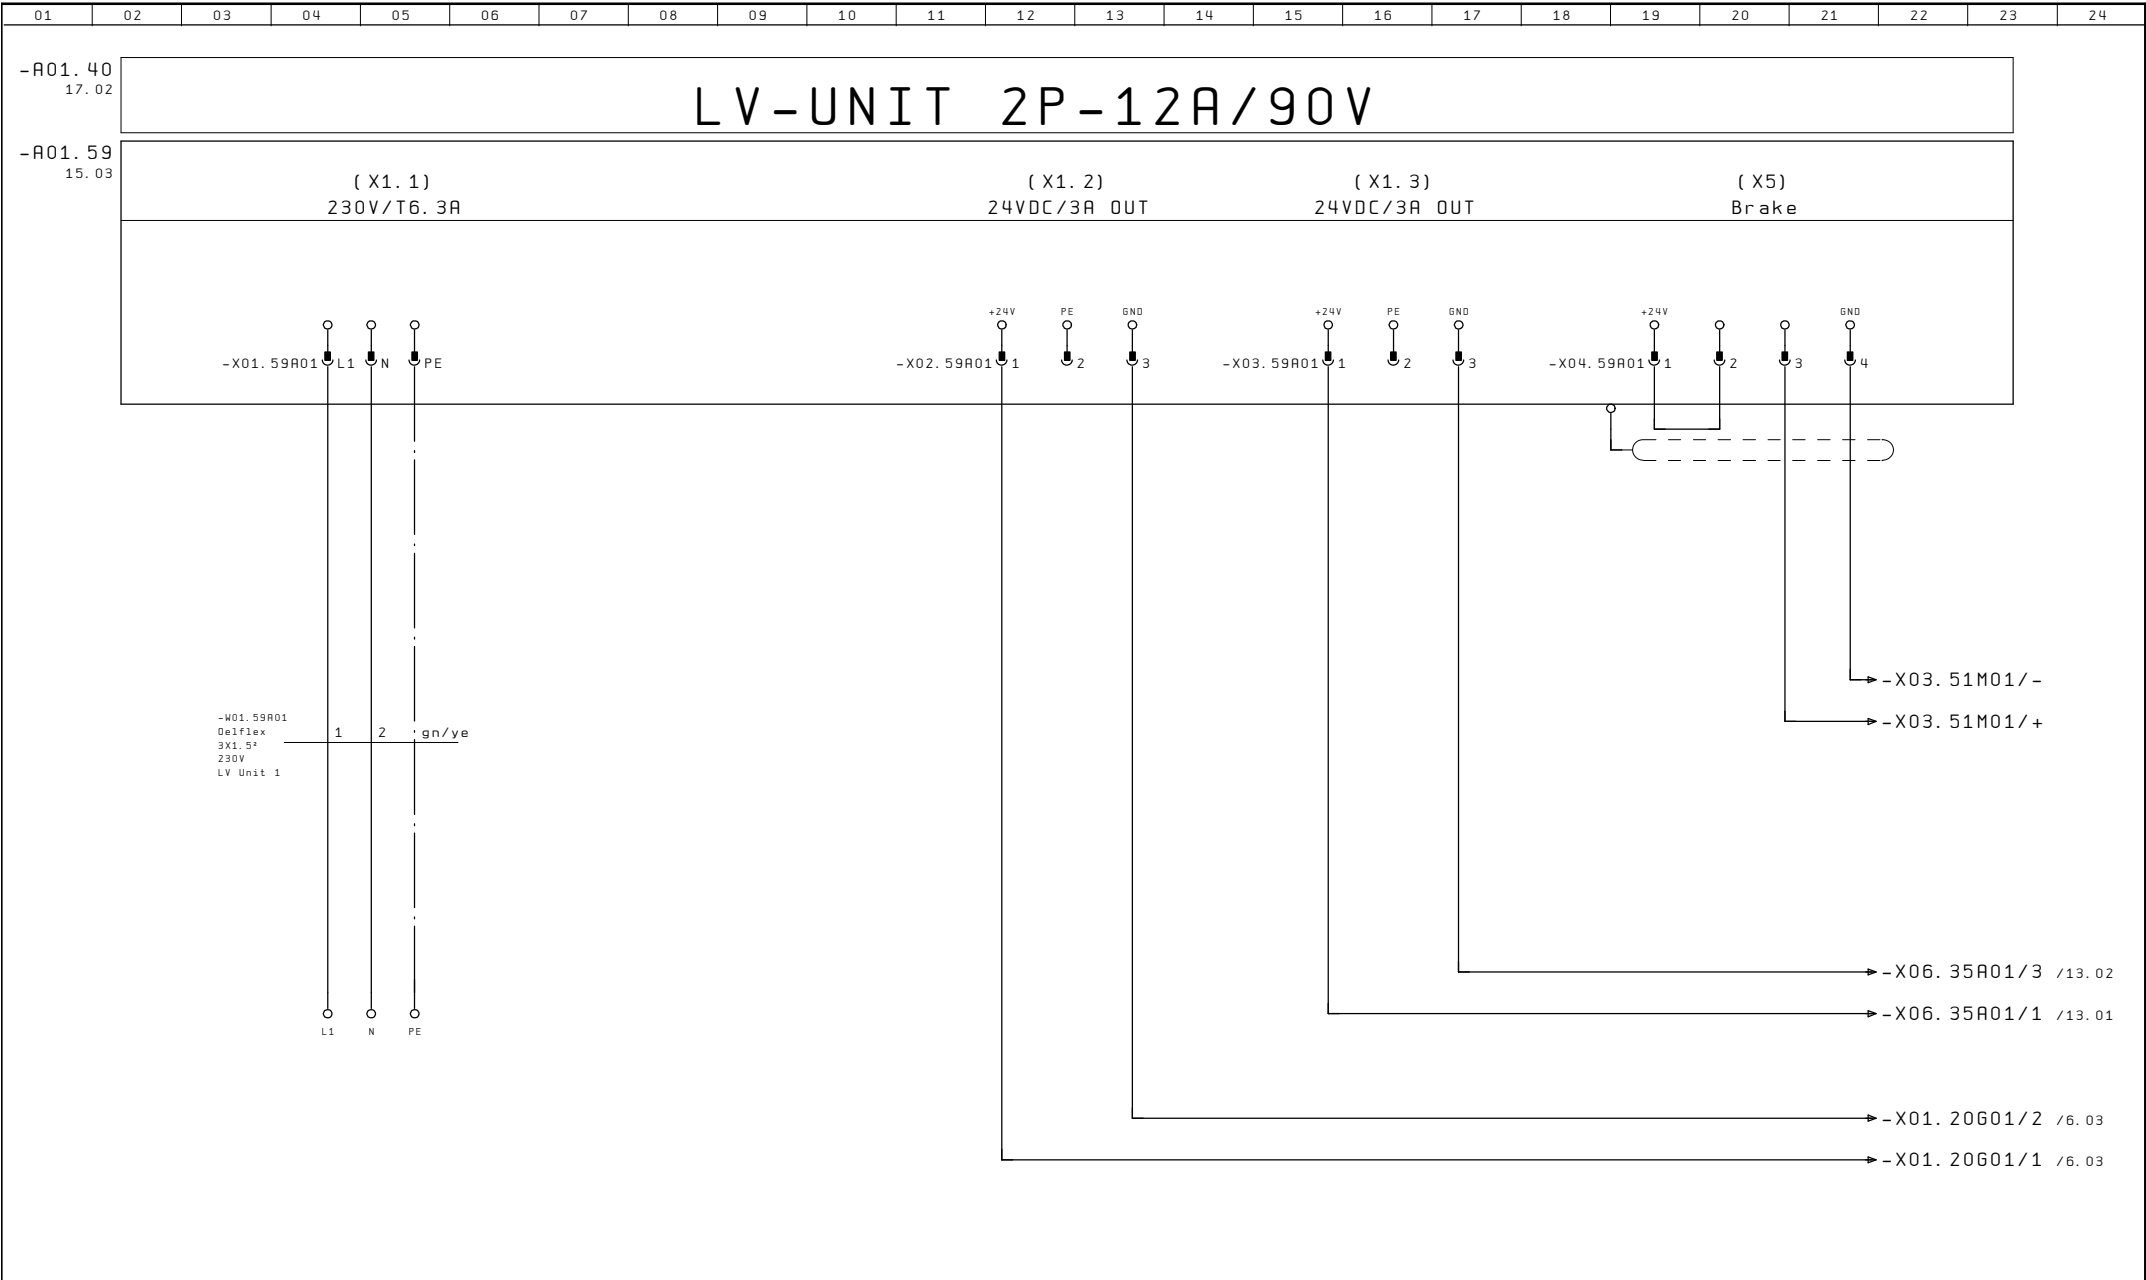 01 02 03 04 05 06 07 08 09 10 11 12 13 14 15 16 17 18 19 20 21 22 23 24
-A01.40
17.02
LV-UNIT 2P-12A/90V
-A01.59
15.03
(X1.1) (X1.2) (X1.3) (X5)
230V/T6.3A 24VDC/3A OUT 24VDC/3A OUT Brake
+24V PE GND +24V PE GND +24V GND
-X01.59A01 L1 N PE -X02.59A01 1 2 3 -X03.59A01 1 2 3 -X04.59A01 1 2 3 4
-X03.51M01/-
-X03.51M01/+
-W01.59A01
Oelflex
3X1.5²
230V
LV Unit 1
1 2 gn/ye
-X06.35A01/3 /13.02
-X06.35A01/1 /13.01
L1 N PE
-X01.20G01/2 /6.03
-X01.20G01/1 /6.03